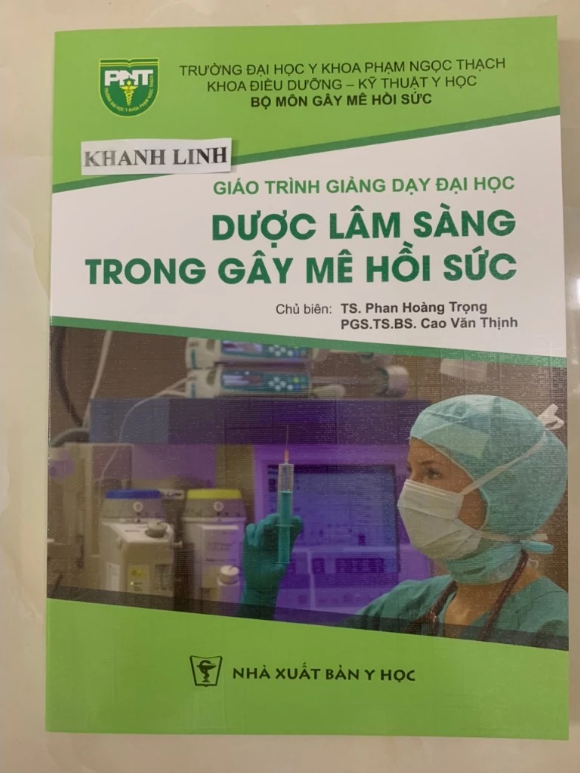 PNT
TRƯỜNG ĐẠI HỌC Y KHOA PHẠM NGỌC THẠCH
KHOA ĐIỀU DƯỠNG – KỸ THUẬT Y HỌC
BỘ MÔN GÂY MÊ HỒI SỨC
KHANH LINH
GIÁO TRÌNH GIẢNG DẠY ĐẠI HỌC
DƯỢC LÂM SÀNG
TRONG GÂY MÊ HỒI SỨC
Chủ biên: TS. Phan Hoàng Trọng
PGS.TS.BS. Cao Văn Thịnh
NHÀ XUẤT BẢN Y HỌC